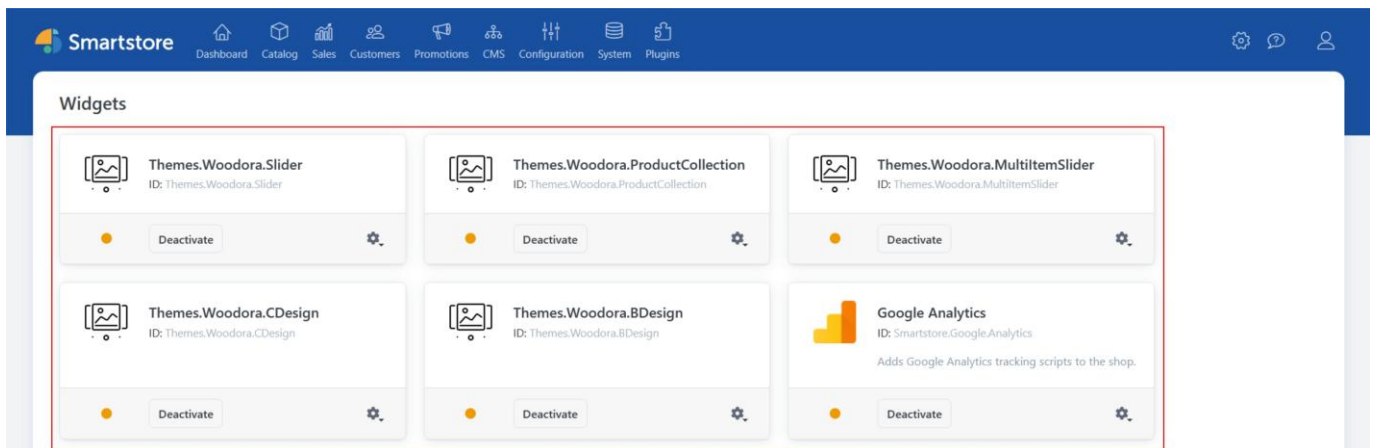 Smartstore
Dashboard Catalog Sales Customers Promotions CMS Configuration System Plugins
Widgets
Themes.Woodora.Slider
ID: Themes.Woodora.Slider
Deactivate
Themes.Woodora.ProductCollection
ID: Themes.Woodora.ProductCollection
Deactivate
Themes.Woodora.MultiItemSlider
ID: Themes.Woodora.MultiItemSlider
Deactivate
Themes.Woodora.CDesign
ID: Themes.Woodora.CDesign
Deactivate
Themes.Woodora.BDesign
ID: Themes.Woodora.BDesign
Deactivate
Google Analytics
ID: Smartstore.Google.Analytics
Adds Google Analytics tracking scripts to the shop.
Deactivate